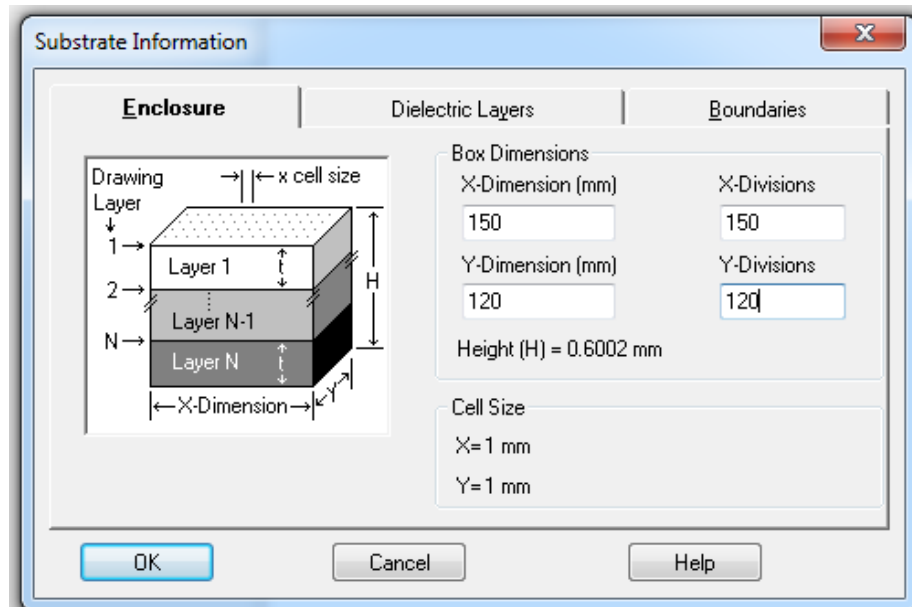 Substrate Information
X
Enclosure
Dielectric Layers
Boundaries
Drawing
Layer
x cell size
1
Layer 1
t
H
2
Layer N-1
N
Layer N
t
X-Dimension
Y
Box Dimensions
X-Dimension (mm) X-Divisions
150 150
Y-Dimension (mm) Y-Divisions
120 120
Height (H) = 0.6002 mm
Cell Size
X=1 mm
Y=1 mm
OK Cancel Help